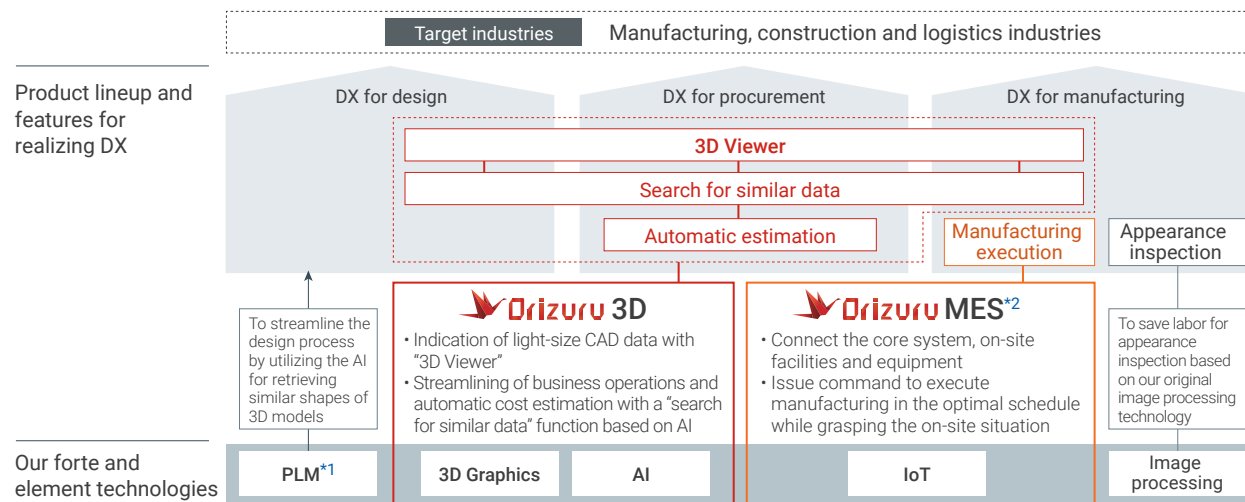 Target industries
Manufacturing, construction and logistics industries
Product lineup and
features for
realizing DX
DX for design
DX for procurement
DX for manufacturing
3D Viewer
Search for similar data
Automatic estimation
Manufacturing
execution
Appearance
inspection
To streamline the
design process
by utilizing the AI
for retrieving
similar shapes of
3D models
Orizuru 3D
• Indication of light-size CAD data with
"3D Viewer"
• Streamlining of business operations and
automatic cost estimation with a "search
for similar data" function based on AI
Orizuru MES*2
• Connect the core system, on-site
facilities and equipment
• Issue command to execute
manufacturing in the optimal schedule
while grasping the on-site situation
To save labor for
appearance
inspection based
on our original
image processing
technology
Our forte and
element technologies
PLM*1
3D Graphics
AI
IoT
Image
processing